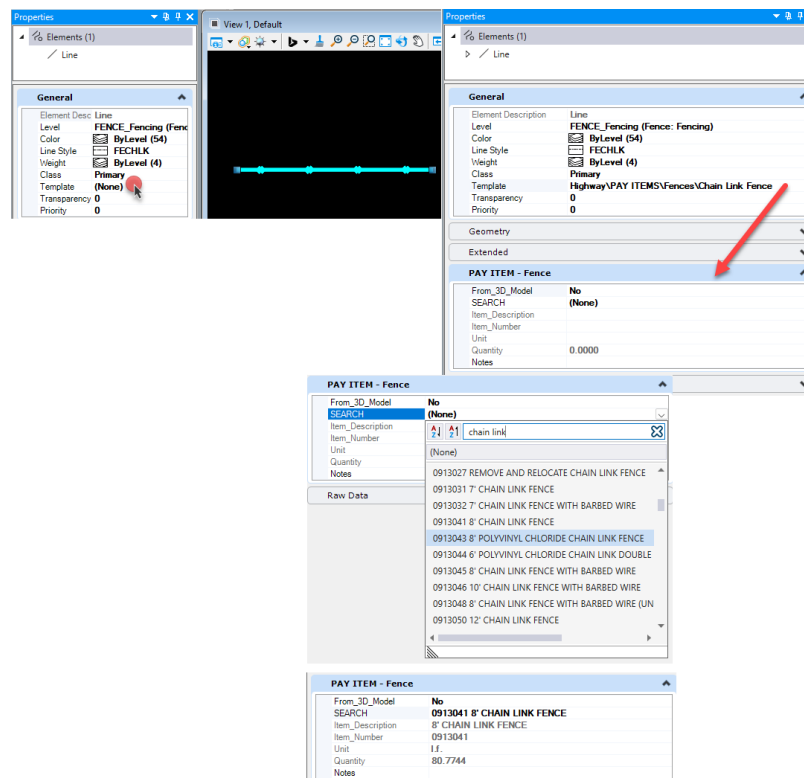 Properties
Elements (1)
Line
General
Element Desc Line
Level FENCE_Fencing (Fenc
Color ByLevel (54)
Line Style FECHLK
Weight ByLevel (4)
Class Primary
Template (None)
Transparency 0
Priority 0
View 1, Default
Properties
Elements (1)
Line
General
Element Description Line
Level FENCE_Fencing (Fence: Fencing)
Color ByLevel (54)
Line Style FECHLK
Weight ByLevel (4)
Class Primary
Template Highway\PAY ITEMS\Fences\Chain Link Fence
Transparency 0
Priority 0
Geometry
Extended
PAY ITEM - Fence
From_3D_Model No
SEARCH (None)
Item_Description
Item_Number
Unit
Quantity 0.0000
Notes
PAY ITEM - Fence
From_3D_Model No
SEARCH (None)
Item_Description
Item_Number
Unit
Quantity
Notes
Raw Data
chain link
(None)
0913027 REMOVE AND RELOCATE CHAIN LINK FENCE
0913031 7' CHAIN LINK FENCE
0913032 7' CHAIN LINK FENCE WITH BARBED WIRE
0913041 8' CHAIN LINK FENCE
0913043 8' POLYVINYL CHLORIDE CHAIN LINK FENCE
0913044 6' POLYVINYL CHLORIDE CHAIN LINK DOUBLE
0913045 8' CHAIN LINK FENCE WITH BARBED WIRE
0913046 10' CHAIN LINK FENCE WITH BARBED WIRE
0913048 8' CHAIN LINK FENCE WITH BARBED WIRE (UN
0913050 12' CHAIN LINK FENCE
PAY ITEM - Fence
From_3D_Model No
SEARCH 0913041 8' CHAIN LINK FENCE
Item_Description 8' CHAIN LINK FENCE
Item_Number 0913041
Unit l.f.
Quantity 80.7744
Notes